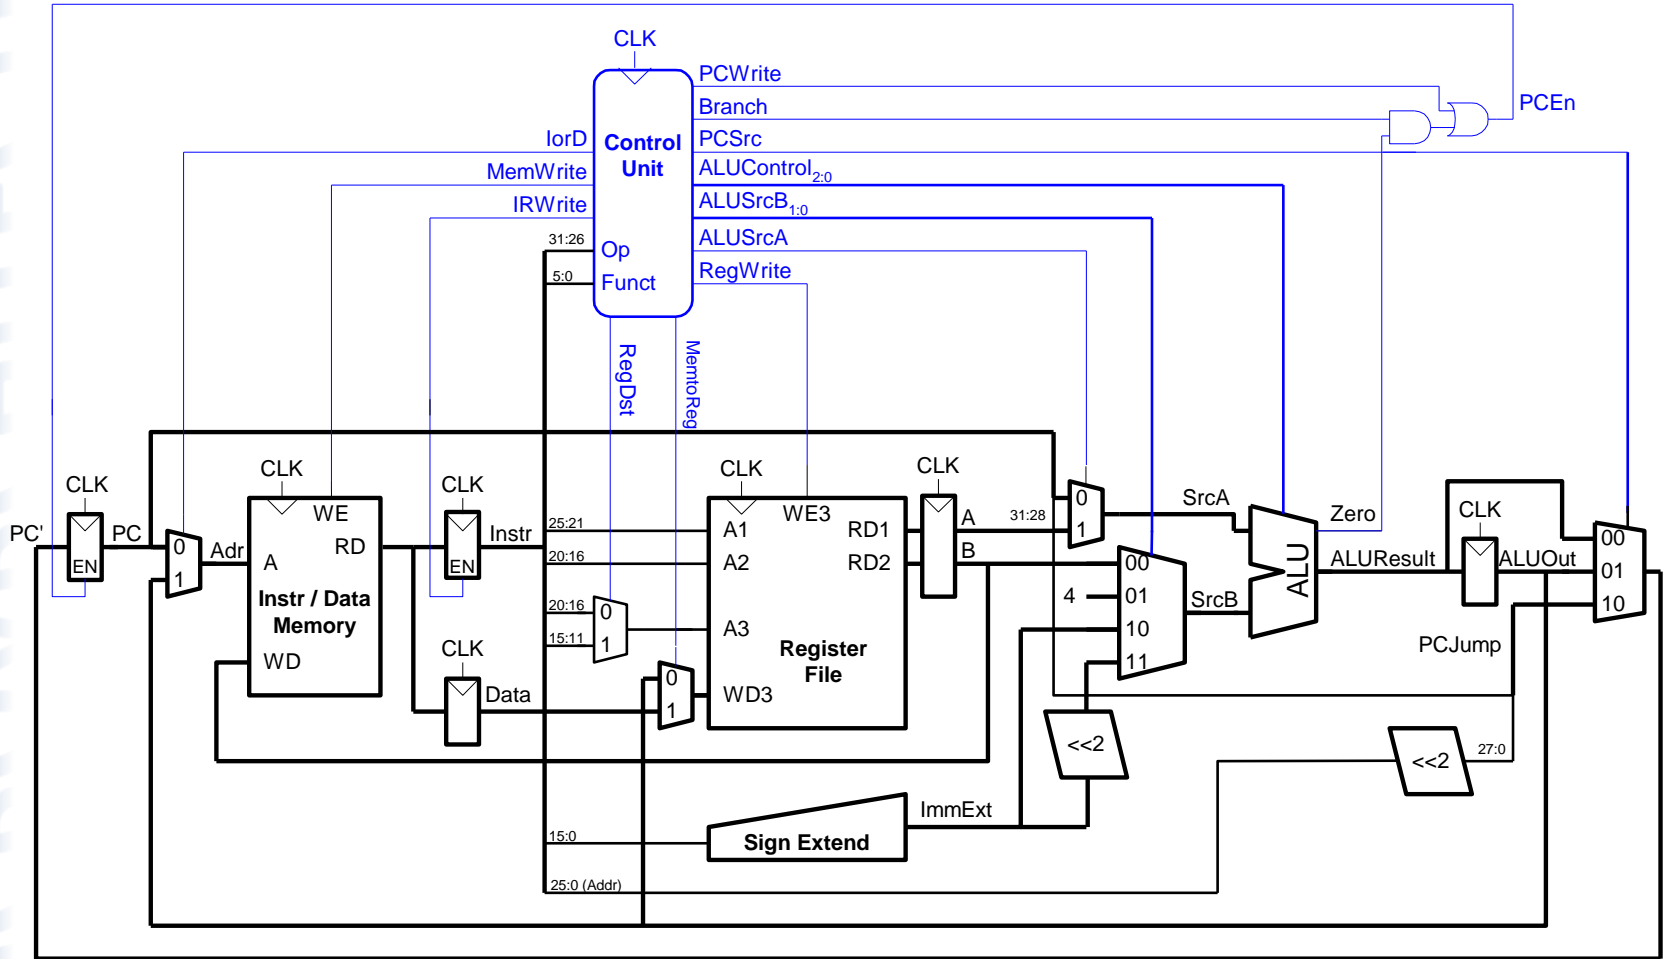 CLK
PCWrite
Branch
PCEn
IorD
Control
Unit
PCSrc
MemWrite
ALUControl2:0
IRWrite
ALUSrcB1:0
31:26
Op
ALUSrcA
5:0
Funct
RegWrite
RegDst
MemtoReg
CLK
CLK
CLK
CLK
CLK
CLK
PC'
EN
PC
0
1
Adr
WE
A
RD
Instr / Data
Memory
WD
EN
Instr
CLK
Data
25:21
20:16
20:16
15:11
0
1
0
1
WE3
A1
RD1
A2
RD2
A3
Register
File
WD3
A
B
31:28
0
1
SrcA
4
00
01
10
11
SrcB
ALU
Zero
ALUResult
CLK
ALUOut
00
01
10
PCJump
<<2
<<2
27:0
ImmExt
15:0
Sign Extend
25:0 (Addr)